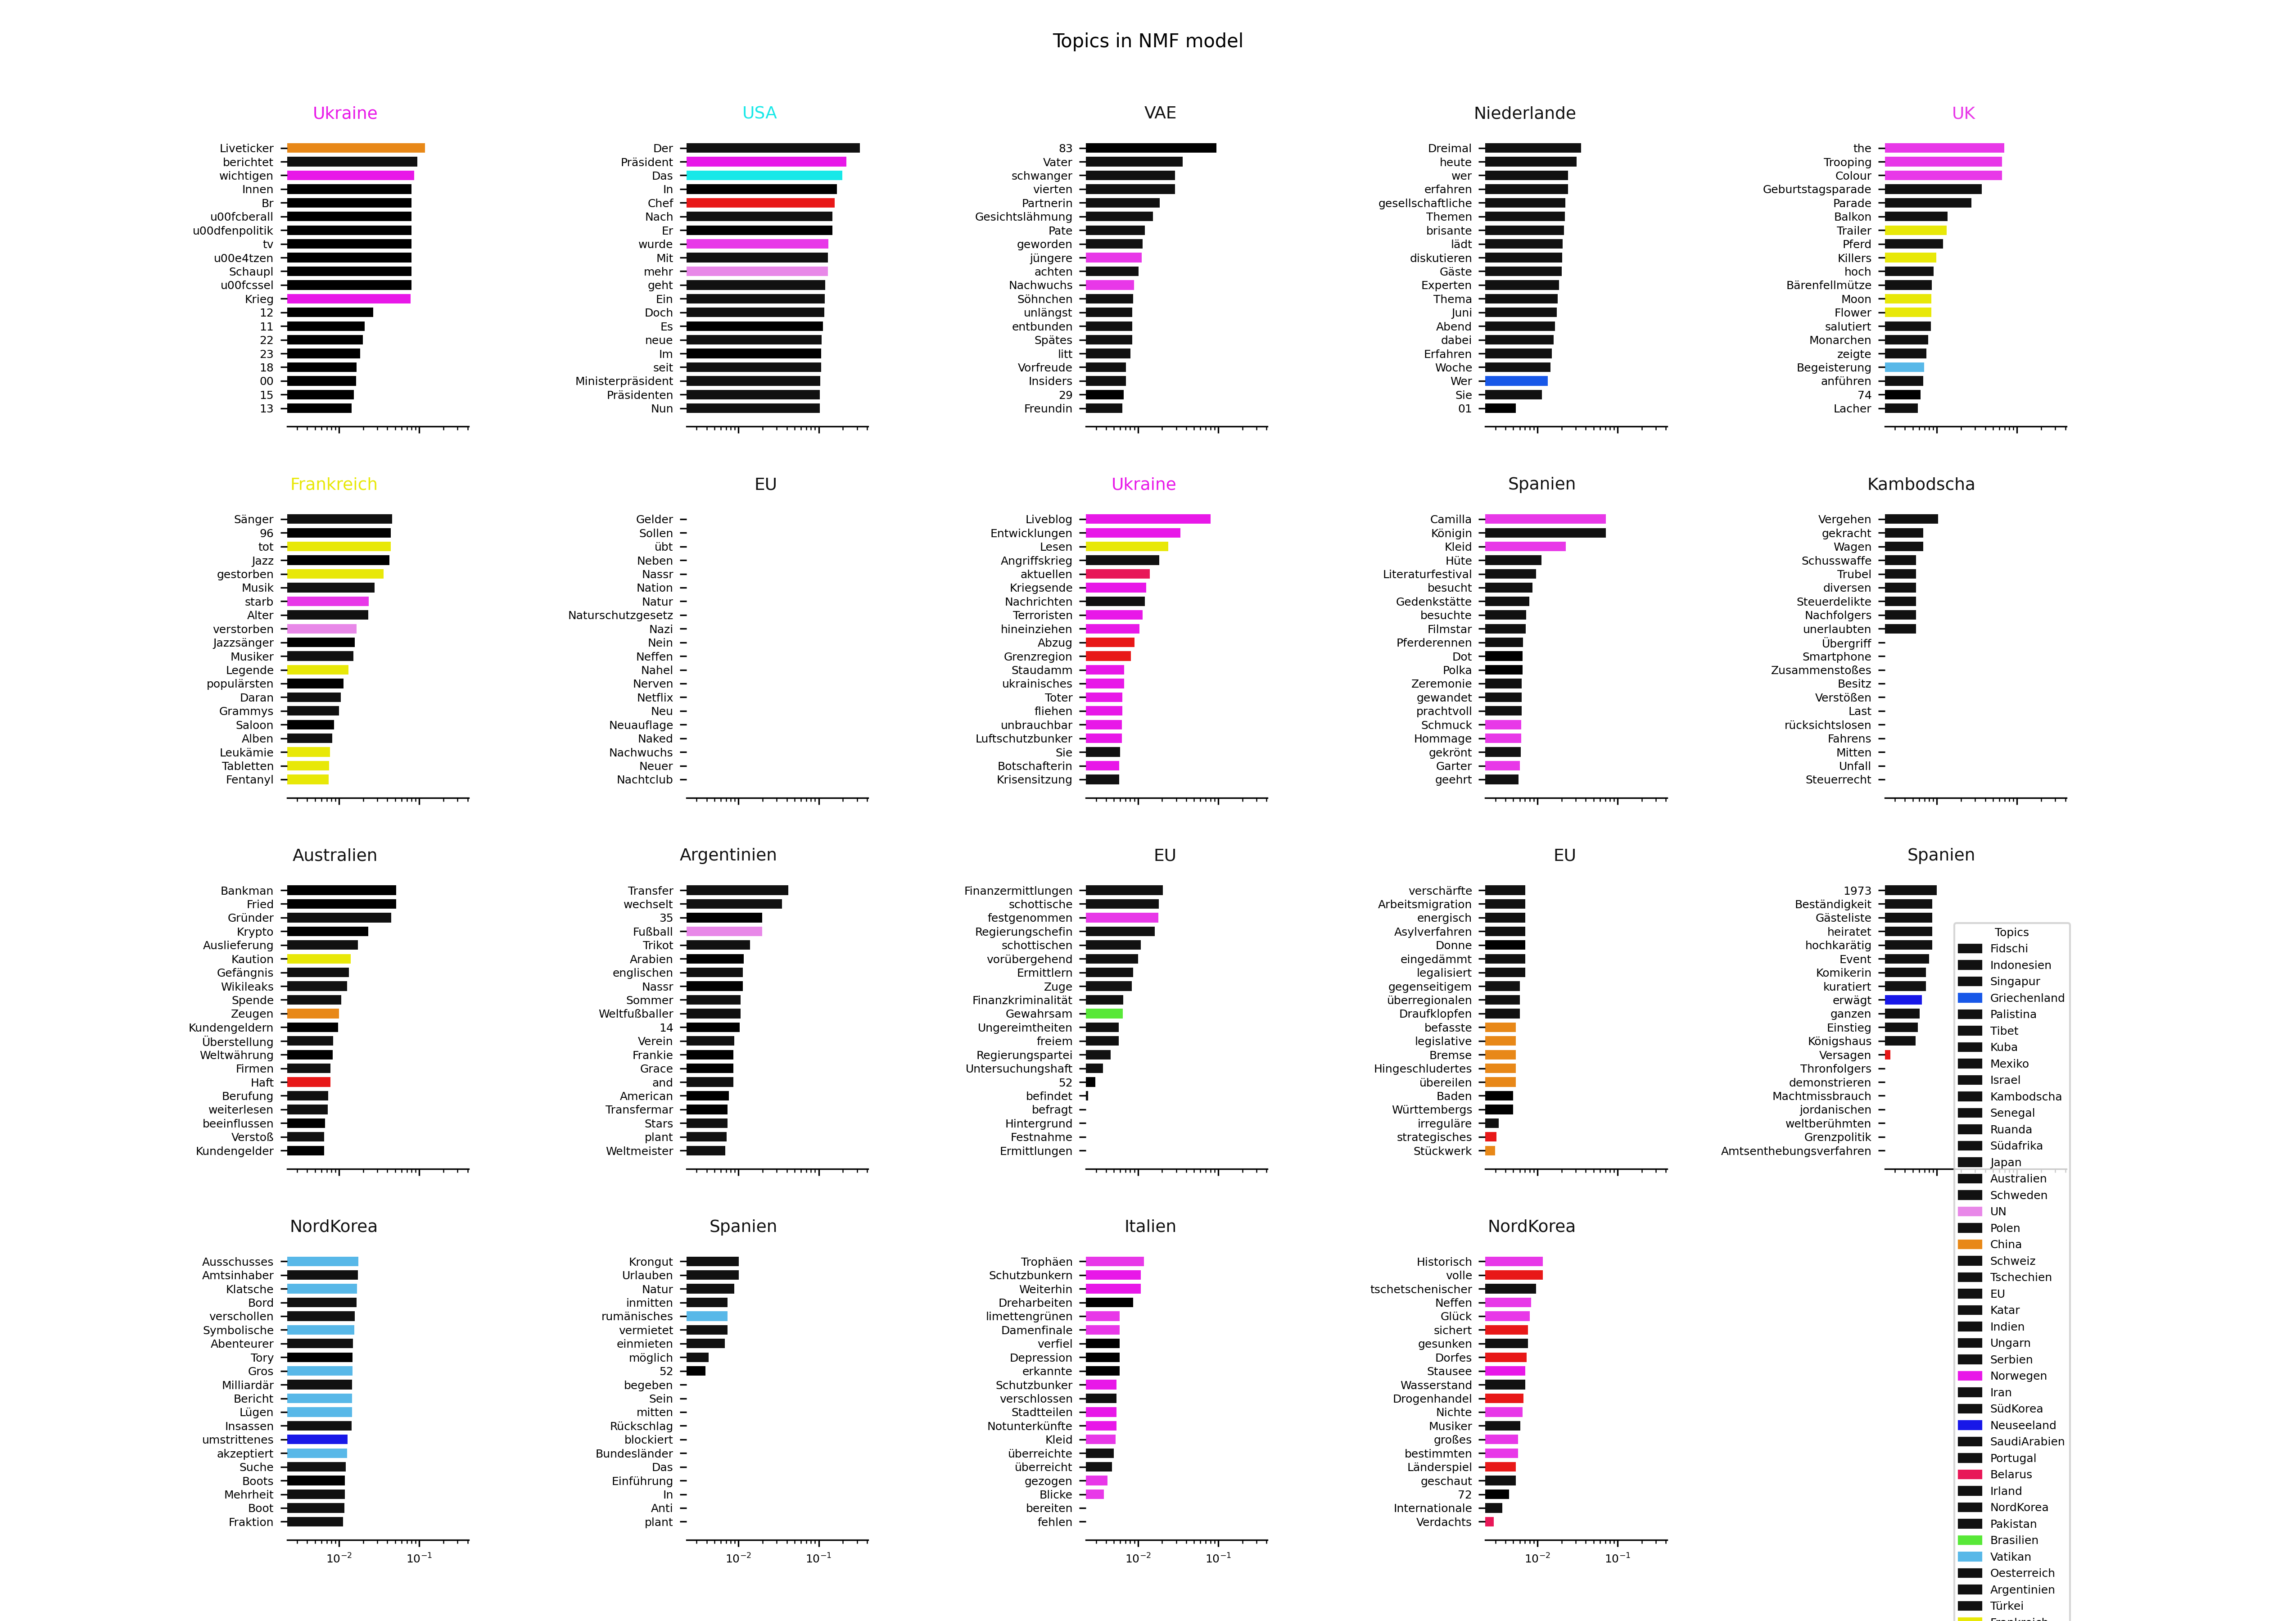 Topics in NMF model
Ukraine
Liveticker
berichtet
wichtigen
Innen
Br
u00fcberall
u00dfenpolitik
tv
u00e4tzen
Schaupl
u00fcssel
Krieg
12
11
22
23
18
00
15
13
USA
Der
Präsident
Das
In
Chef
Nach
Er
wurde
Mit
mehr
geht
Ein
Doch
Es
neue
Im
seit
Ministerpräsident
Präsidenten
Nun
VAE
83
Vater
schwanger
vierten
Partnerin
Gesichtslähmung
Pate
geworden
jüngere
achten
Nachwuchs
Söhnchen
unlängst
entbunden
Spätes
litt
Vorfreude
Insiders
29
Freundin
Niederlande
Dreimal
heute
wer
erfahren
gesellschaftliche
Themen
brisante
lädt
diskutieren
Gäste
Experten
Thema
Juni
Abend
dabei
Erfahren
Woche
Wer
Sie
01
UK
the
Trooping
Colour
Geburtstagsparade
Parade
Balkon
Trailer
Pferd
Killers
hoch
Bärenfellmütze
Moon
Flower
salutiert
Monarchen
zeigte
Begeisterung
anführen
74
Lacher
Frankreich
Sänger
96
tot
Jazz
gestorben
Musik
starb
Alter
verstorben
Jazzsänger
Musiker
Legende
populärsten
Daran
Grammys
Saloon
Alben
Leukämie
Tabletten
Fentanyl
EU
Gelder
Sollen
übt
Neben
Nassr
Nation
Natur
Naturschutzgesetz
Nazi
Nein
Neffen
Nahel
Nerven
Netflix
Neu
Neuauflage
Naked
Nachwuchs
Neuer
Nachtclub
Ukraine
Liveblog
Entwicklungen
Lesen
Angriffskrieg
aktuellen
Kriegsende
Nachrichten
Terroristen
hineinziehen
Abzug
Grenzregion
Staudamm
ukrainisches
Toter
fliehen
unbrauchbar
Luftschutzbunker
Sie
Botschafterin
Krisensitzung
Spanien
Camilla
Königin
Kleid
Hüte
Literaturfestival
besucht
Gedenkstätte
besuchte
Filmstar
Pferderennen
Dot
Polka
Zeremonie
gewandet
prachtvoll
Schmuck
Hommage
gekrönt
Garter
geehrt
Kambodscha
Vergehen
gekracht
Wagen
Schusswaffe
Trubel
diversen
Steuerdelikte
Nachfolgers
unerlaubten
Übergriff
Smartphone
Zusammenstoßes
Besitz
Verstößen
Last
rücksichtslosen
Fahrens
Mitten
Unfall
Steuerrecht
Australien
Bankman
Fried
Gründer
Krypto
Auslieferung
Kaution
Gefängnis
Wikileaks
Spende
Zeugen
Kundengeldern
Überstellung
Weltwährung
Firmen
Haft
Berufung
weiterlesen
beeinflussen
Verstoß
Kundengelder
Argentinien
Transfer
wechselt
35
Fußball
Trikot
Arabien
englischen
Nassr
Sommer
Weltfußballer
14
Verein
Frankie
Grace
and
American
Transfermar
Stars
plant
Weltmeister
EU
Finanzermittlungen
schottische
festgenommen
Regierungschefin
schottischen
vorübergehend
Ermittlern
Zuge
Finanzkriminalität
Gewahrsam
Ungereimtheiten
freiem
Regierungspartei
Untersuchungshaft
52
befindet
befragt
Hintergrund
Festnahme
Ermittlungen
EU
verschärfte
Arbeitsmigration
energisch
Asylverfahren
Donne
eingedämmt
legalisiert
gegenseitigem
überregionalen
Draufklopfen
befasste
legislative
Bremse
Hingeschludertes
übereilen
Baden
Württembergs
irreguläre
strategisches
Stückwerk
Spanien
1973
Beständigkeit
Gästeliste
heiratet
hochkarätig
Event
Komikerin
kuratiert
erwägt
ganzen
Einstieg
Königshaus
Versagen
Thronfolgers
demonstrieren
Machtmissbrauch
jordanischen
weltberühmten
Grenzpolitik
Amtsenthebungsverfahren
NordKorea
Ausschusses
Amtsinhaber
Klatsche
Bord
verschollen
Symbolische
Abenteurer
Tory
Gros
Milliardär
Bericht
Lügen
Insassen
umstrittenes
akzeptiert
Suche
Boots
Mehrheit
Boot
Fraktion
10⁻² 10⁻¹
Spanien
Krongut
Urlauben
Natur
inmitten
rumänisches
vermietet
einmieten
möglich
52
begeben
Sein
mitten
Rückschlag
blockiert
Bundesländer
Das
Einführung
In
Anti
plant
10⁻² 10⁻¹
Italien
Trophäen
Schutzbunkern
Weiterhin
Dreharbeiten
limettengrünen
Damenfinale
verfiel
Depression
erkannte
Schutzbunker
verschlossen
Stadtteilen
Notunterkünfte
Kleid
überreichte
überreicht
gezogen
Blicke
bereiten
fehlen
10⁻² 10⁻¹
NordKorea
Historisch
volle
tschetschenischer
Neffen
Glück
sichert
gesunken
Dorfes
Stausee
Wasserstand
Drogenhandel
Nichte
Musiker
großes
bestimmten
Länderspiel
geschaut
72
Internationale
Verdachts
10⁻² 10⁻¹
Topics
Fidschi
Indonesien
Singapur
Griechenland
Palistina
Tibet
Kuba
Mexiko
Israel
Kambodscha
Senegal
Ruanda
Südafrika
Japan
Australien
Schweden
UN
Polen
China
Schweiz
Tschechien
EU
Katar
Indien
Ungarn
Serbien
Norwegen
Iran
SüdKorea
Neuseeland
SaudiArabien
Portugal
Belarus
Irland
NordKorea
Pakistan
Brasilien
Vatikan
Oesterreich
Argentinien
Türkei